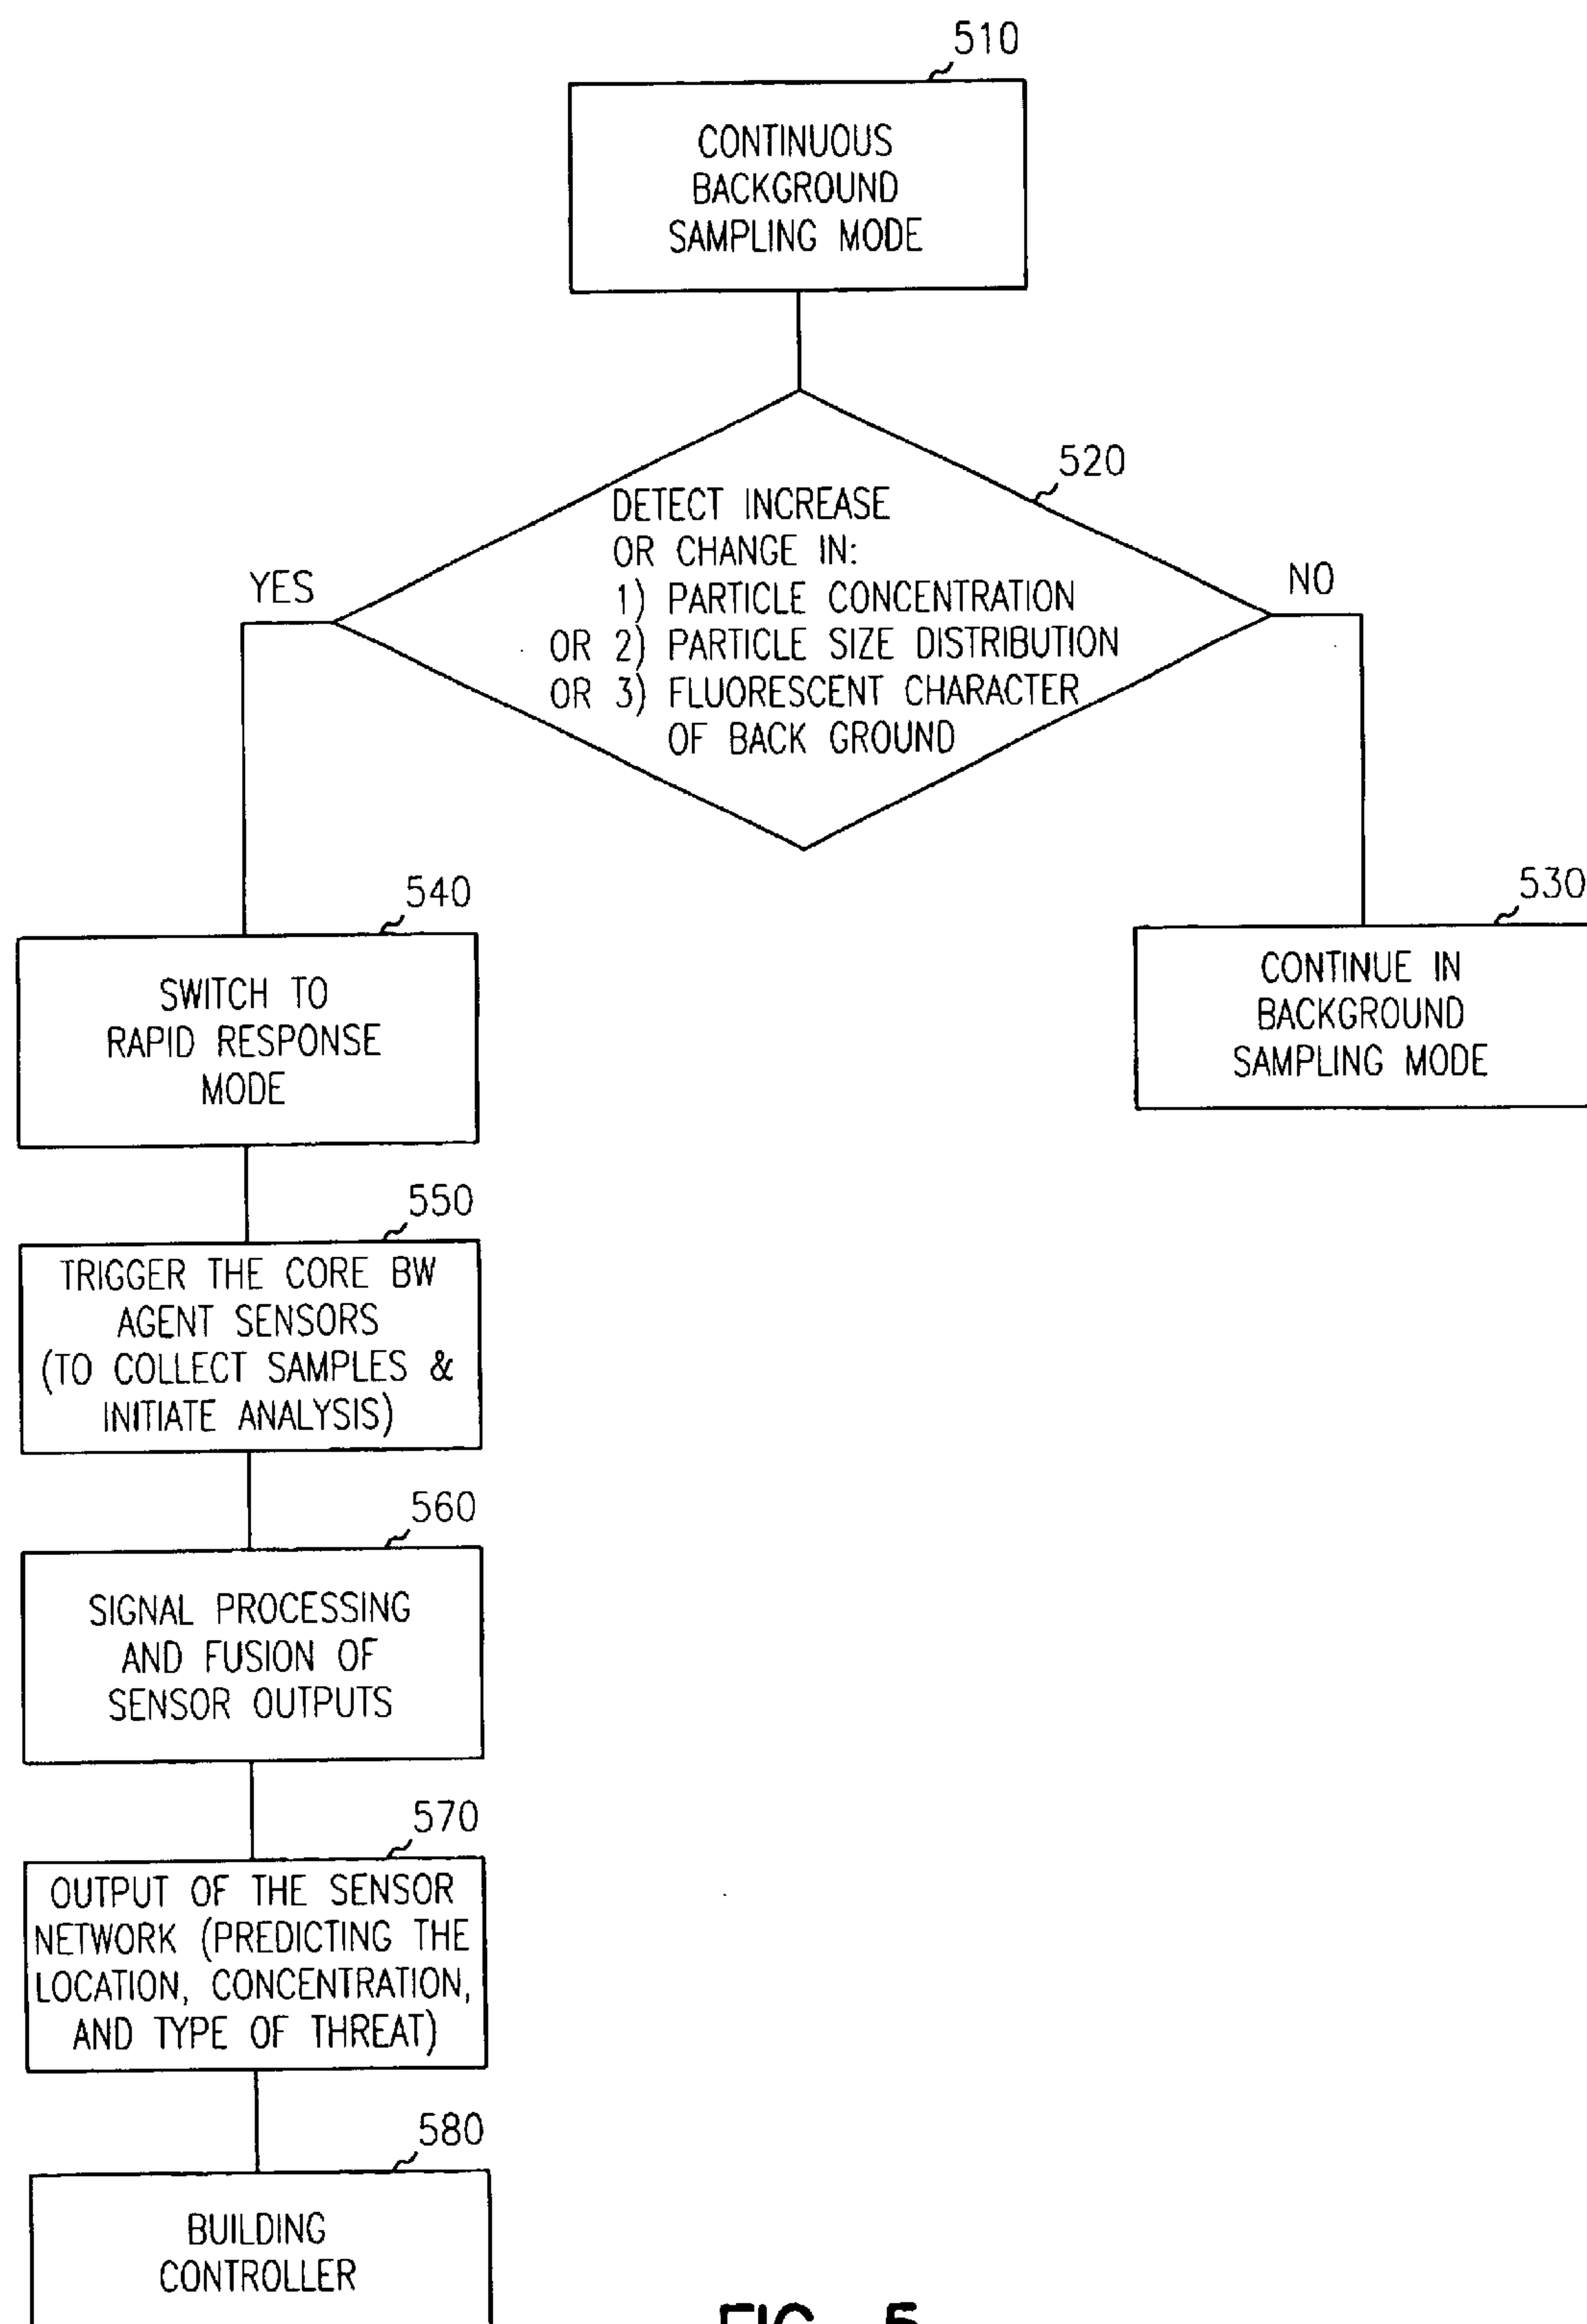 510
CONTINUOUS
BACKGROUND
SAMPLING MODE
520
DETECT INCREASE
OR CHANGE IN:
1) PARTICLE CONCENTRATION
OR 2) PARTICLE SIZE DISTRIBUTION
OR 3) FLUORESCENT CHARACTER
OF BACK GROUND
YES
NO
540
SWITCH TO
RAPID RESPONSE
MODE
530
CONTINUE IN
BACKGROUND
SAMPLING MODE
550
TRIGGER THE CORE BW
AGENT SENSORS
(TO COLLECT SAMPLES &
INITIATE ANALYSIS)
560
SIGNAL PROCESSING
AND FUSION OF
SENSOR OUTPUTS
570
OUTPUT OF THE SENSOR
NETWORK (PREDICTING THE
LOCATION, CONCENTRATION,
AND TYPE OF THREAT)
580
BUILDING
CONTROLLER
FIG. 5